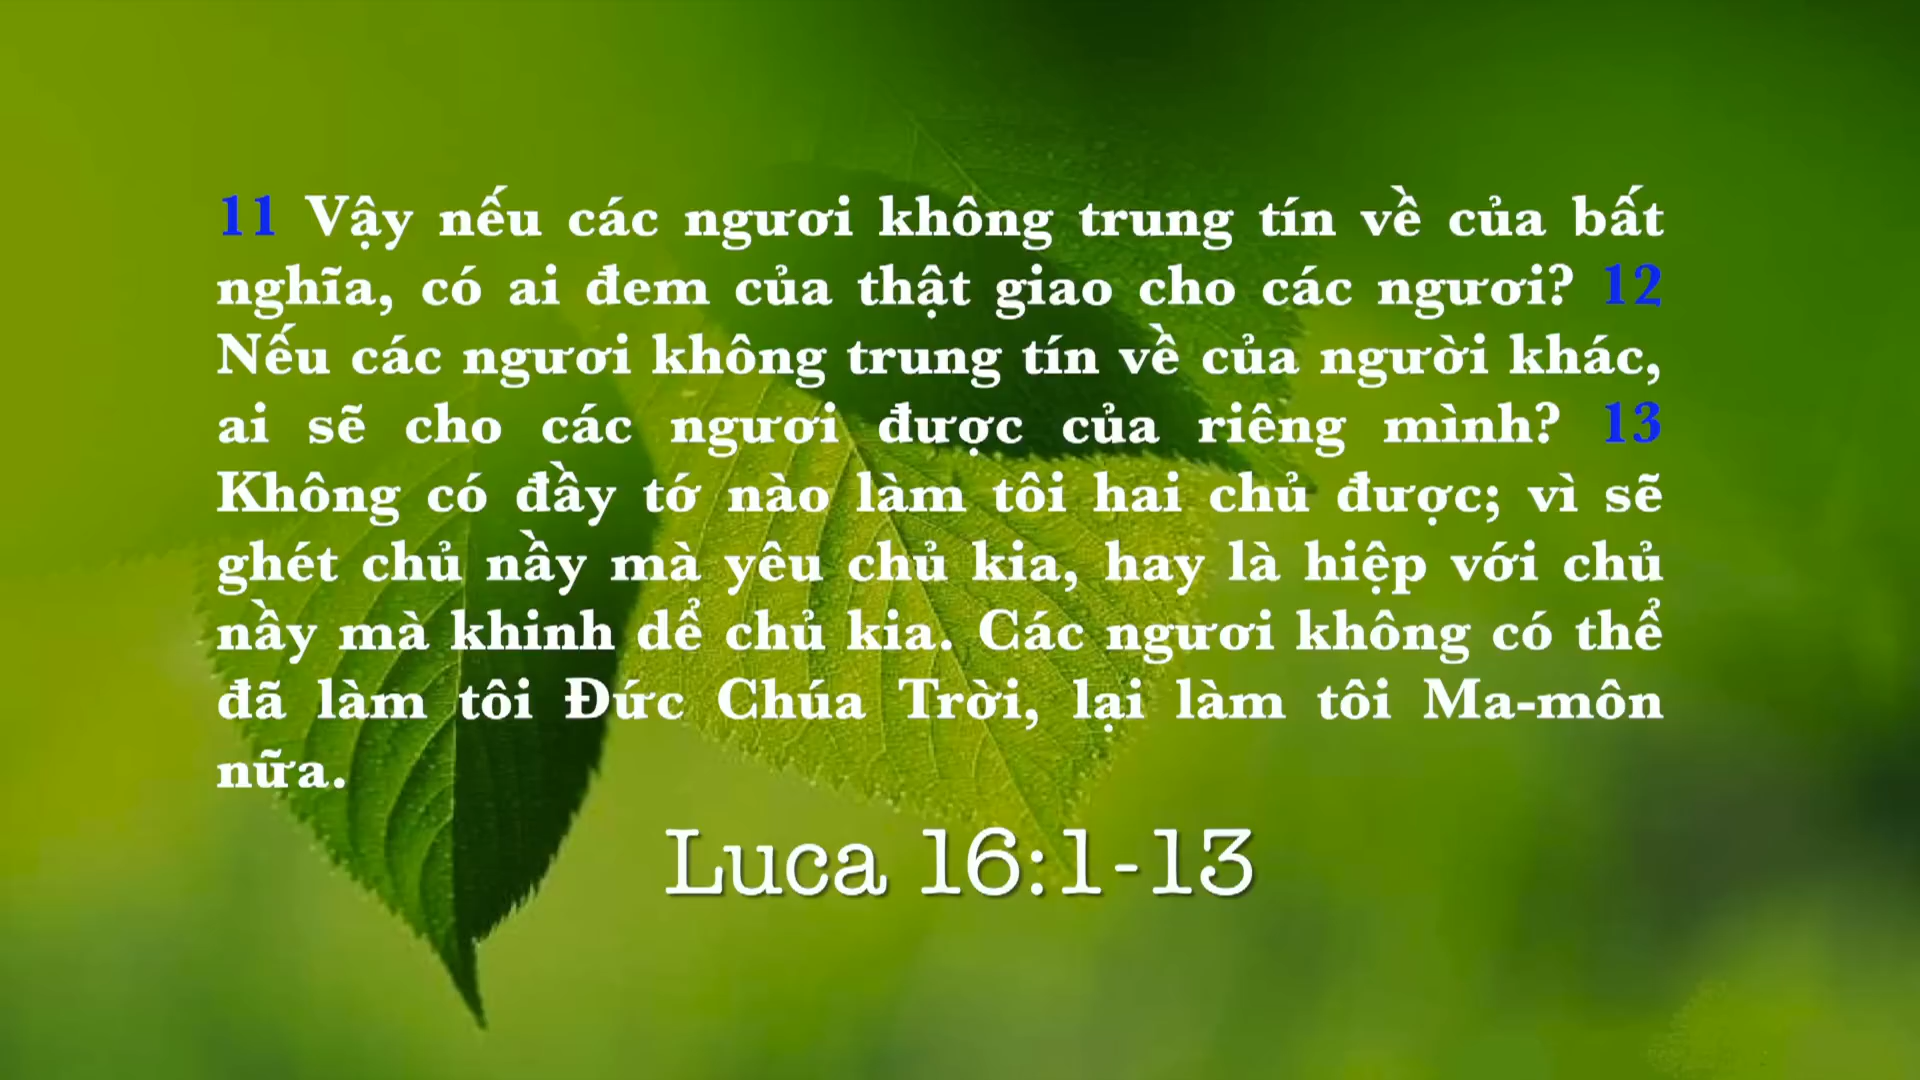 11 Vậy nếu các ngươi không trung tín về của bất
nghĩa, có ai đem của thật giao cho các ngươi? 12
Nếu các ngươi không trung tín về của người khác,
ai sẽ cho các ngươi được của riêng mình? 13
Không có đầy tớ nào làm tôi hai chủ được; vì sẽ
ghét chủ nầy mà yêu chủ kia, hay là hiệp với chủ
nầy mà khinh dể chủ kia. Các ngươi không có thể
đã làm tôi Đức Chúa Trời, lại làm tôi Ma-môn
nữa.
Luca 16:1-13